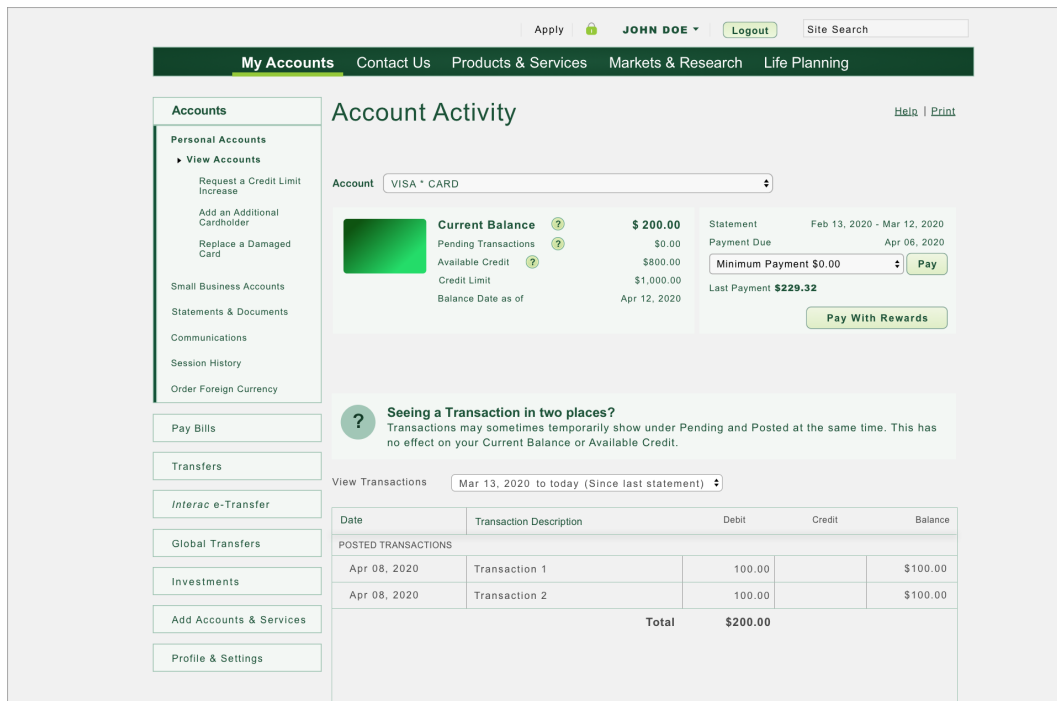 Apply
JOHN DOE
Logout
Site Search
My Accounts Contact Us Products & Services Markets & Research Life Planning
Accounts
Personal Accounts
View Accounts
Request a Credit Limit
Increase
Add an Additional
Cardholder
Replace a Damaged
Card
Small Business Accounts
Statements & Documents
Communications
Session History
Order Foreign Currency
Pay Bills
Transfers
Interac e-Transfer
Global Transfers
Investments
Add Accounts & Services
Profile & Settings
Account Activity
Help | Print
Account VISA * CARD
Current Balance ? $ 200.00
Pending Transactions ? $0.00
Available Credit ? $800.00
Credit Limit $1,000.00
Balance Date as of Apr 12, 2020
Statement Feb 13, 2020 - Mar 12, 2020
Payment Due Apr 06, 2020
Minimum Payment $0.00 Pay
Last Payment $229.32
Pay With Rewards
?
Seeing a Transaction in two places?
Transactions may sometimes temporarily show under Pending and Posted at the same time. This has
no effect on your Current Balance or Available Credit.
View Transactions Mar 13, 2020 to today (Since last statement)
Date Transaction Description Debit Credit Balance
POSTED TRANSACTIONS
Apr 08, 2020 Transaction 1 100.00 $100.00
Apr 08, 2020 Transaction 2 100.00 $100.00
Total $200.00